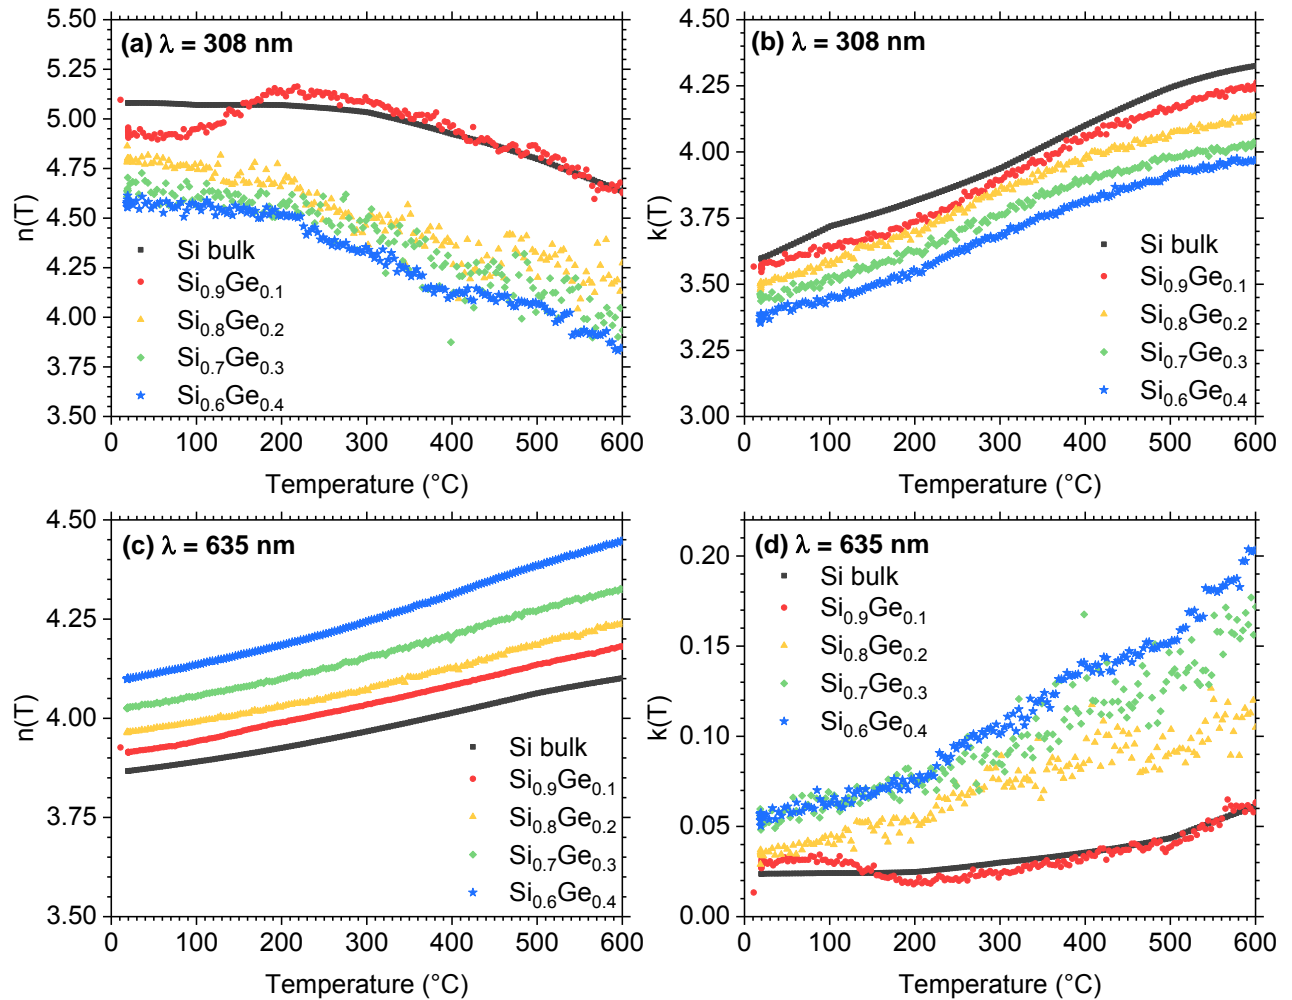 (a) λ = 308 nm
5.50
5.25
5.00
4.75
4.50
4.25
4.00
3.75
3.50
n(T)
Si bulk
Si0.9Ge0.1
Si0.8Ge0.2
Si0.7Ge0.3
Si0.6Ge0.4
0 100 200 300 400 500 600
Temperature (°C)
(b) λ = 308 nm
4.50
4.25
4.00
3.75
3.50
3.25
3.00
k(T)
Si bulk
Si0.9Ge0.1
Si0.8Ge0.2
Si0.7Ge0.3
Si0.6Ge0.4
0 100 200 300 400 500 600
Temperature (°C)
(c) λ = 635 nm
4.50
4.25
4.00
3.75
3.50
n(T)
Si bulk
Si0.9Ge0.1
Si0.8Ge0.2
Si0.7Ge0.3
Si0.6Ge0.4
0 100 200 300 400 500 600
Temperature (°C)
(d) λ = 635 nm
0.20
0.15
0.10
0.05
0.00
k(T)
Si bulk
Si0.9Ge0.1
Si0.8Ge0.2
Si0.7Ge0.3
Si0.6Ge0.4
0 100 200 300 400 500 600
Temperature (°C)